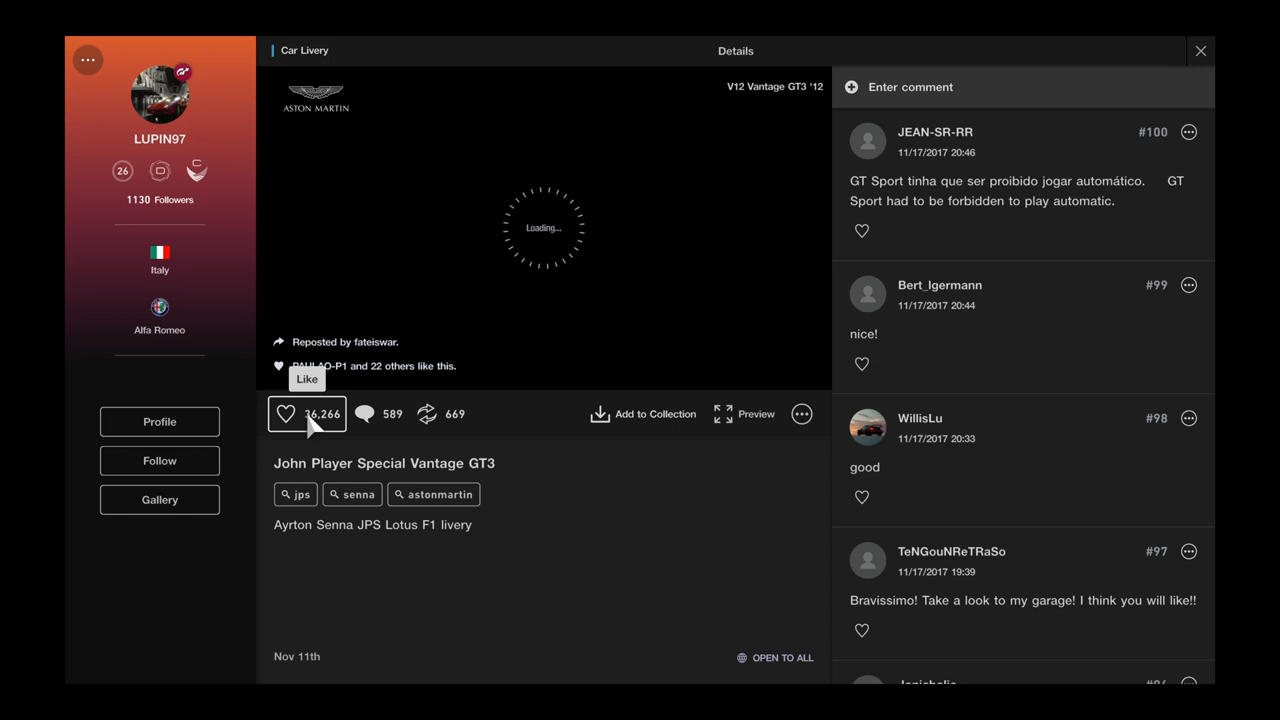 LUPIN97
26
D
C
1130 Followers
Italy
Alfa Romeo
Profile
Follow
Gallery
Car Livery
Details
ASTON MARTIN
V12 Vantage GT3 '12
Loading...
Reposted by fateiswar.
and 22 others like this.
Like
589
669
Add to Collection
Preview
John Player Special Vantage GT3
jps
senna
astonmartin
Ayrton Senna JPS Lotus F1 livery
Nov 11th
OPEN TO ALL
Enter comment
JEAN-SR-RR
#100
11/17/2017 20:46
GT Sport tinha que ser proibido jogar automático. GT
Sport had to be forbidden to play automatic.
Bert_Igermann
#99
11/17/2017 20:44
nice!
WillisLu
#98
11/17/2017 20:33
good
TeNGouNReTRaSo
#97
11/17/2017 19:39
Bravissimo! Take a look to my garage! I think you will like!!